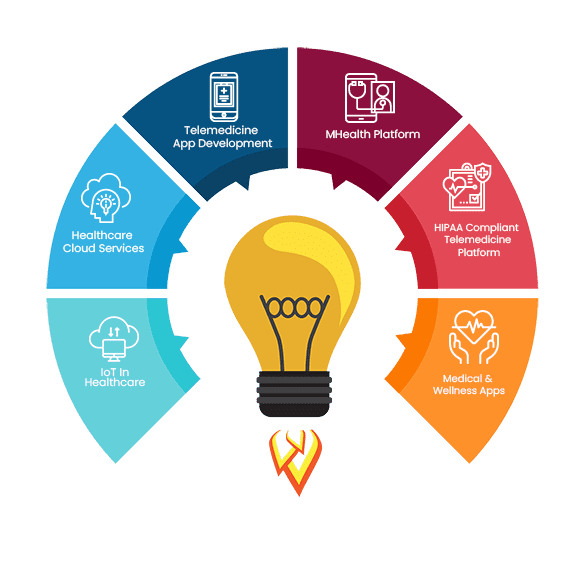 Telemedicine
App Development
MHealth Platform
Healthcare
Cloud Services
HIPAA Compliant
Telemedicine
Platform
IoT In
Healthcare
Medical &
Wellness Apps